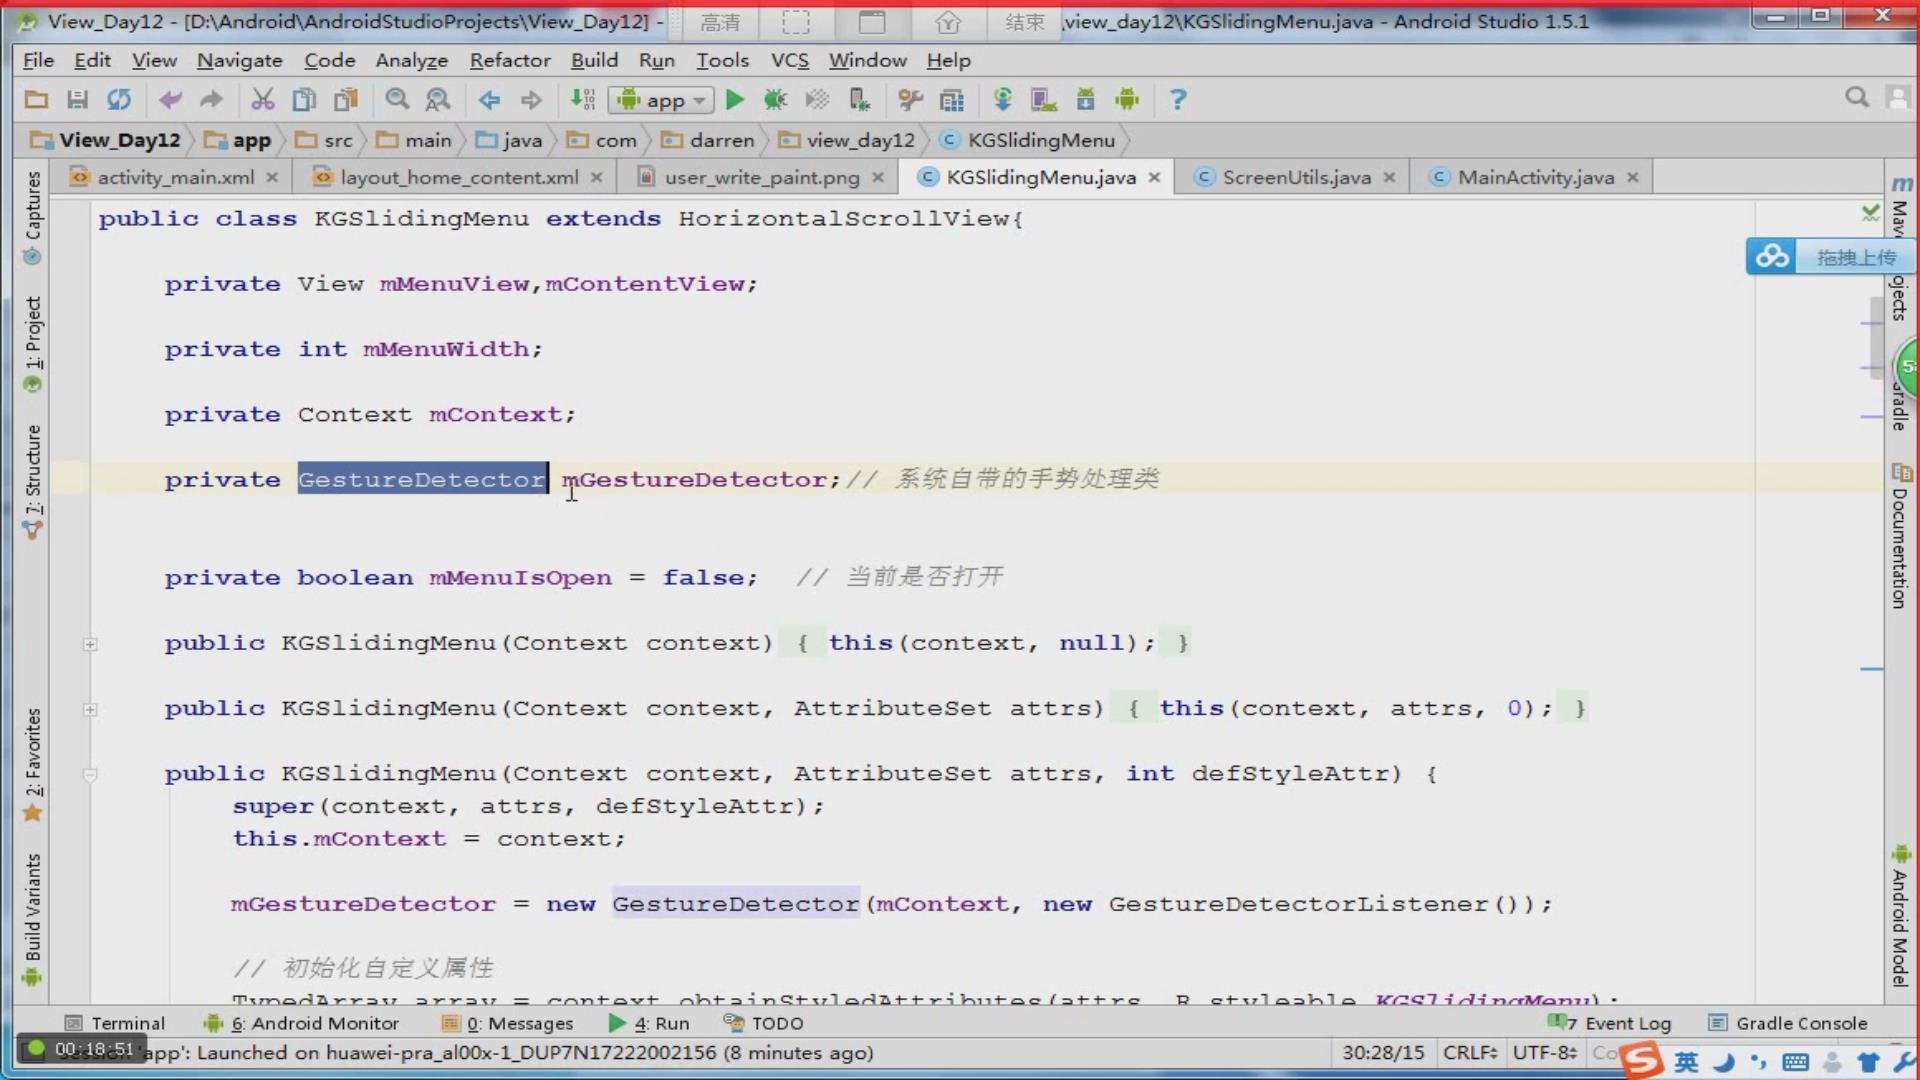 View_Day12 - [D:\Android\AndroidStudioProjects\View_Day12] - 高清 结束 .view_day12\KGSlidingMenu.java - Android Studio 1.5.1
File Edit View Navigate Code Analyze Refactor Build Run Tools VCS Window Help
app
View_Day12 app src main java com darren view_day12 KGSlidingMenu
activity_main.xml layout_home_content.xml user_write_paint.png KGSlidingMenu.java ScreenUtils.java MainActivity.java
public class KGSlidingMenu extends HorizontalScrollView{
private View mMenuView,mContentView;
private int mMenuWidth;
private Context mContext;
private GestureDetector mGestureDetector;// 系统自带的手势处理类
private boolean mMenuIsOpen = false; // 当前是否打开
public KGSlidingMenu(Context context) { this(context, null); }
public KGSlidingMenu(Context context, AttributeSet attrs) { this(context, attrs, 0); }
public KGSlidingMenu(Context context, AttributeSet attrs, int defStyleAttr) {
super(context, attrs, defStyleAttr);
this.mContext = context;
mGestureDetector = new GestureDetector(mContext, new GestureDetectorListener());
// 初始化自定义属性
TypedArray array = context.obtainStyledAttributes(attrs, R.styleable.KGSlidingMenu);
Captures
1: Project
7: Structure
2: Favorites
Build Variants
拖拽上传
Documentation
Android Model
Terminal 6: Android Monitor 0: Messages 4: Run TODO 7 Event Log Gradle Console
00:18:51 'app': Launched on huawei-pra_al00x-1_DUP7N17222002156 (8 minutes ago) 30:28/15 CRLF UTF-8 英